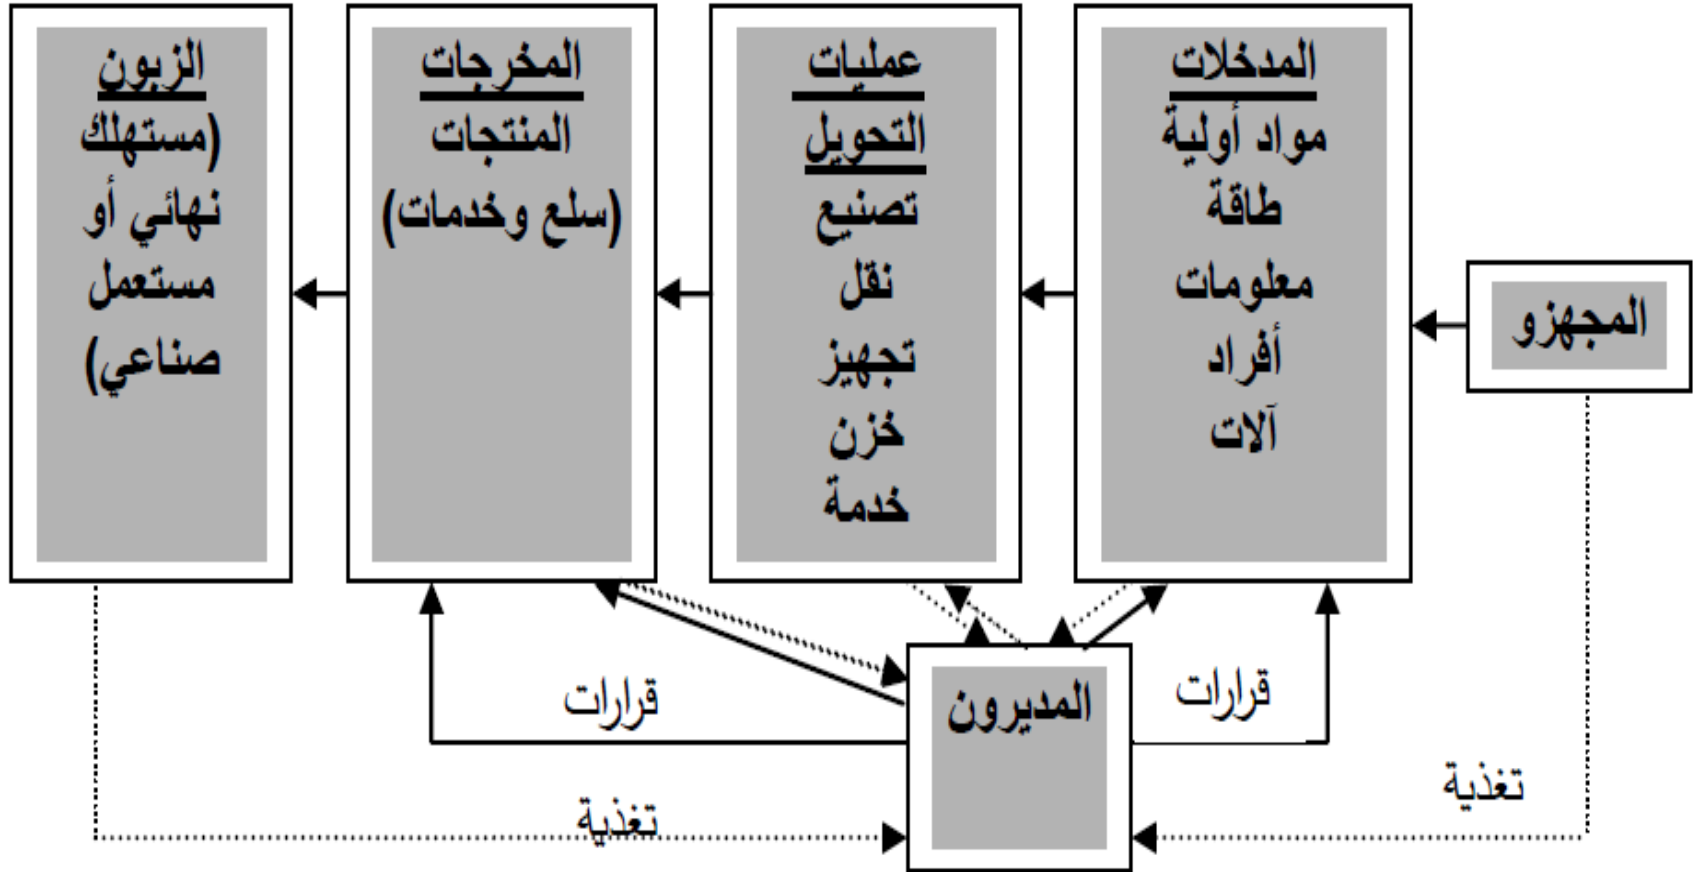 المجهزو
المدخلات
مواد أولية
طاقة
معلومات
أفراد
آلات
عمليات
التحويل
تصنيع
نقل
تجهيز
خزن
خدمة
المخرجات
المنتجات
(سلع وخدمات)
الزبون
(مستهلك
نهائي أو
مستعمل
صناعي)
المديرون
قرارات
قرارات
تغذية
تغذية